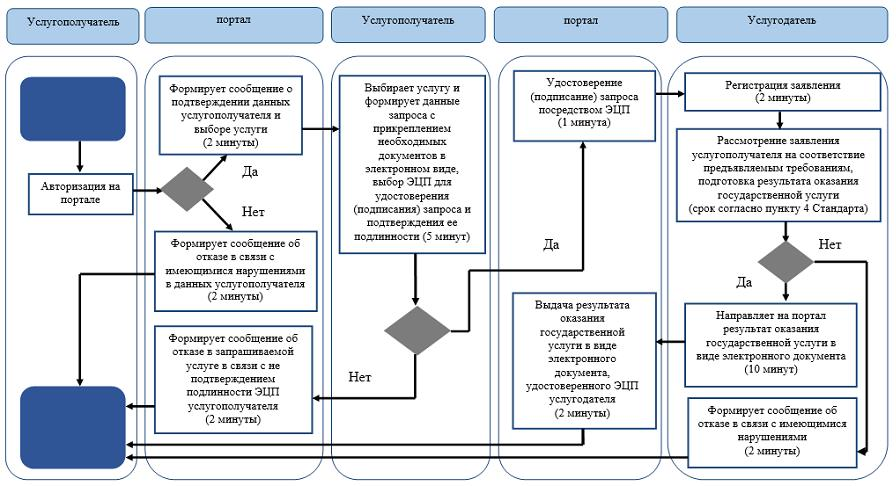 Услугополучатель
портал
Услугополучатель
портал
Услугодатель
Авторизация на
портале
Формирует сообщение о
подтверждении данных
услугополучателя и
выборе услуги
(2 минуты)
Да
Нет
Формирует сообщение об
отказе в связи с
имеющимися нарушениями
в данных услугополучателя
(2 минуты)
Формирует сообщение об
отказе в запрашиваемой
услуге в связи с не
подтверждением
подлинности ЭЦП
услугополучателя
(2 минуты)
Выбирает услугу и
формирует данные
запроса с
прикреплением
необходимых
документов в
электронном виде,
выбор ЭЦП для
удостоверения
(подписания) запроса и
подтверждения ее
подлинности (5 минут)
Да
Нет
Удостоверение
(подписание) запроса
посредством ЭЦП
(1 минута)
Выдача результата
оказания
государственной
услуги в виде
электронного
документа,
удостоверенного ЭЦП
услугодателя
(2 минуты)
Регистрация заявления
(2 минуты)
Рассмотрение заявления
услугополучателя на соответствие
предъявляемым требованиям,
подготовка результата оказания
государственной услуги
(срок согласно пункту 4 Стандарта)
Нет
Да
Направляет на портал
результат оказания
государственной услуги в
виде электронного документа
(10 минут)
Формирует сообщение об
отказе в связи с имеющимися
нарушениями
(2 минуты)